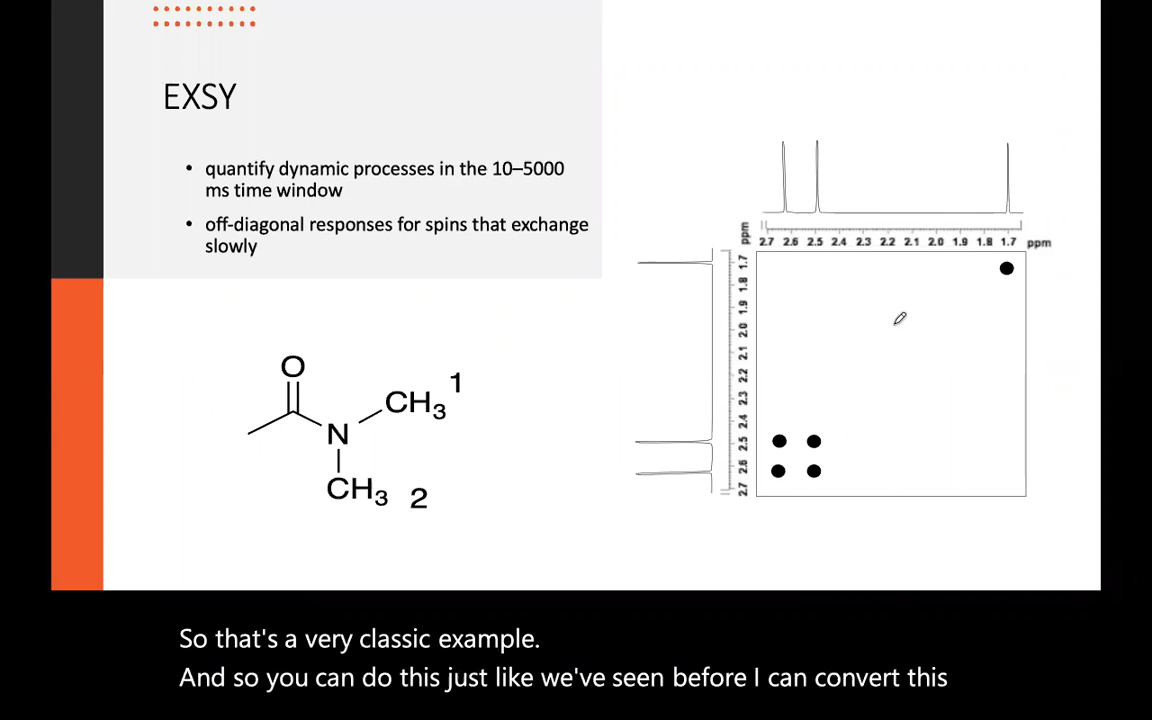 EXSY
• quantify dynamic processes in the 10–5000
ms time window
• off-diagonal responses for spins that exchange
slowly
ppm
2.7 2.6 2.5 2.4 2.3 2.2 2.1 2.0 1.9 1.8 1.7 ppm
1.7 1.8 1.9 2.0 2.1 2.2 2.3 2.4 2.5 2.6 2.7
O
CH3 1
N
CH3 2
So that's a very classic example.
And so you can do this just like we've seen before I can convert this